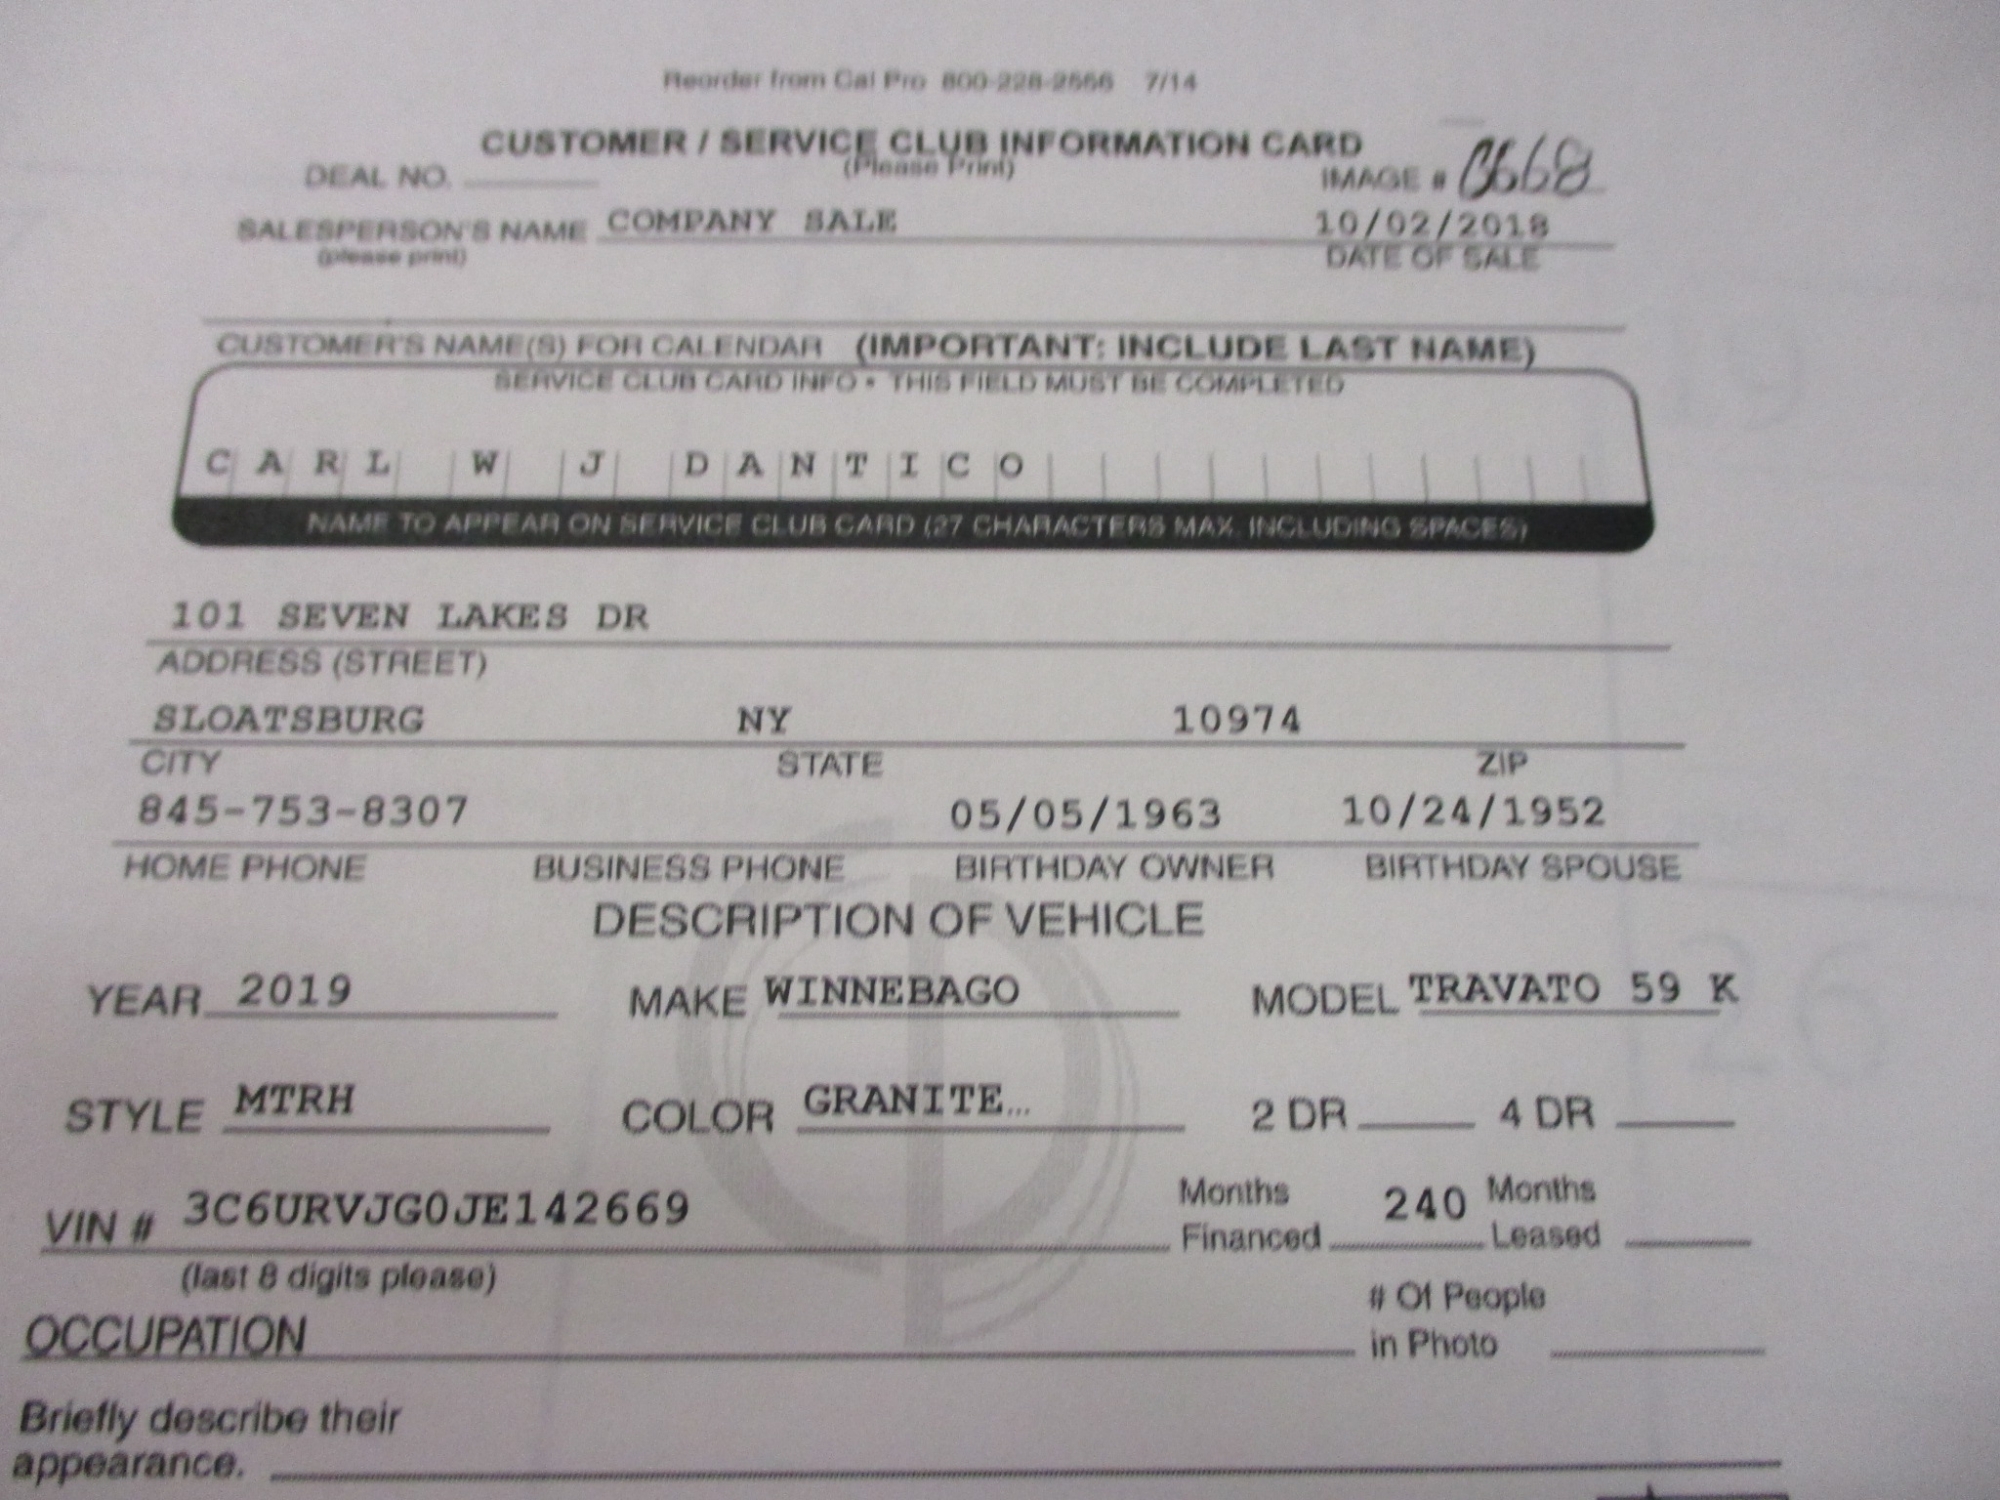 Reorder from Cal Pro 800-228-2566 7/14
CUSTOMER / SERVICE CLUB INFORMATION CARD
(Please Print)
DEAL NO.
IMAGE #
SALESPERSON'S NAME COMPANY SALE 10/02/2018
(please print) DATE OF SALE
CUSTOMER'S NAME(S) FOR CALENDAR (IMPORTANT: INCLUDE LAST NAME)
SERVICE CLUB CARD INFO • THIS FIELD MUST BE COMPLETED
CARL W J DANTICO
NAME TO APPEAR ON SERVICE CLUB CARD (27 CHARACTERS MAX. INCLUDING SPACES)
101 SEVEN LAKES DR
ADDRESS (STREET)
SLOATSBURG NY 10974
CITY STATE ZIP
845-753-8307 05/05/1963 10/24/1952
HOME PHONE BUSINESS PHONE BIRTHDAY OWNER BIRTHDAY SPOUSE
DESCRIPTION OF VEHICLE
YEAR 2019 MAKE WINNEBAGO MODEL TRAVATO 59 K
STYLE MTRH COLOR GRANITE... 2 DR 4 DR
VIN # 3C6URVJG0JE142669 Months Financed 240 Months Leased
(last 8 digits please)
OCCUPATION # Of People in Photo
Briefly describe their
appearance.